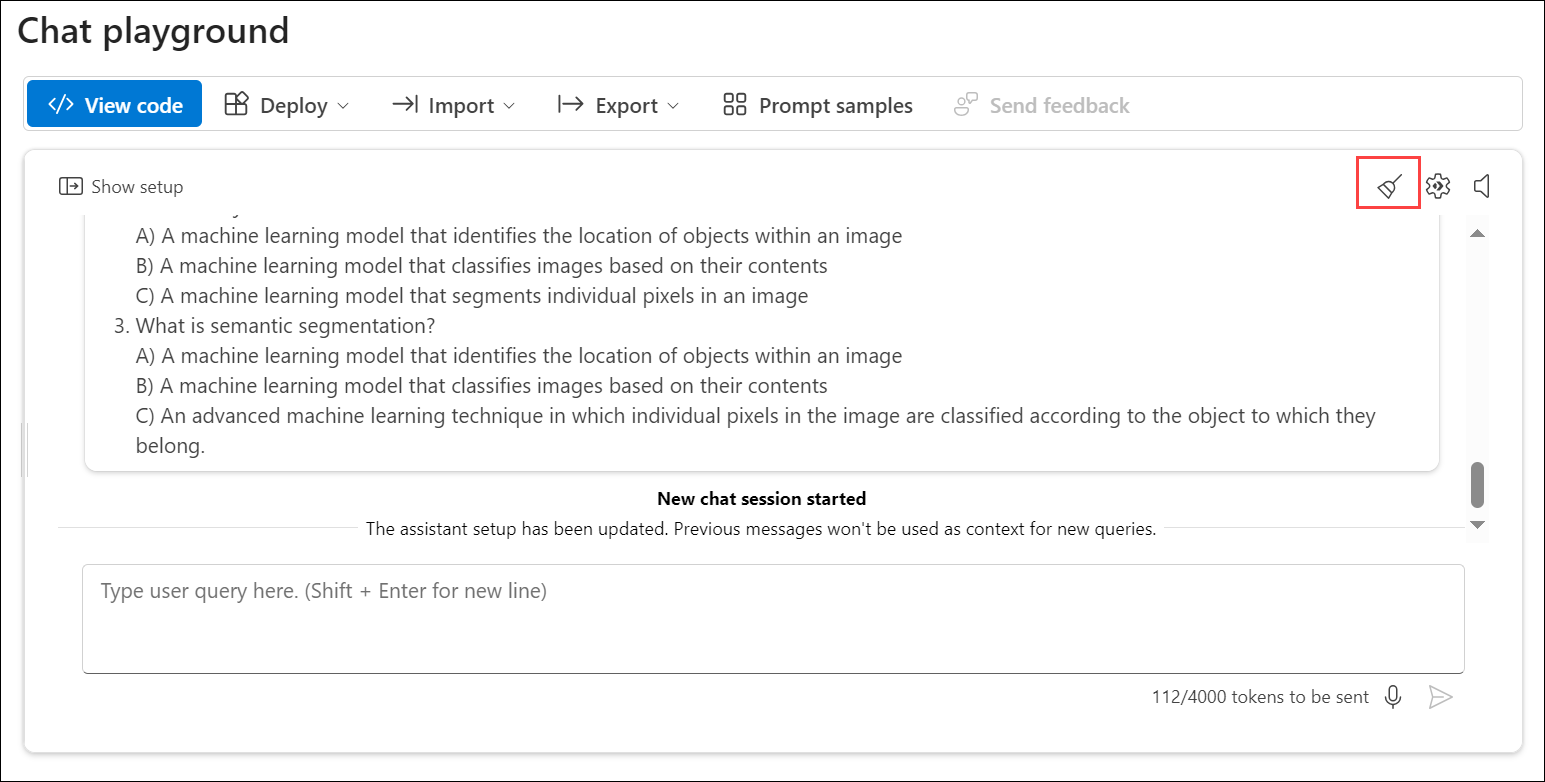 Chat playground
View code Deploy Import Export Prompt samples Send feedback
Show setup
A) A machine learning model that identifies the location of objects within an image
B) A machine learning model that classifies images based on their contents
C) A machine learning model that segments individual pixels in an image
3. What is semantic segmentation?
A) A machine learning model that identifies the location of objects within an image
B) A machine learning model that classifies images based on their contents
C) An advanced machine learning technique in which individual pixels in the image are classified according to the object to which they
belong.
New chat session started
The assistant setup has been updated. Previous messages won't be used as context for new queries.
Type user query here. (Shift + Enter for new line)
112/4000 tokens to be sent